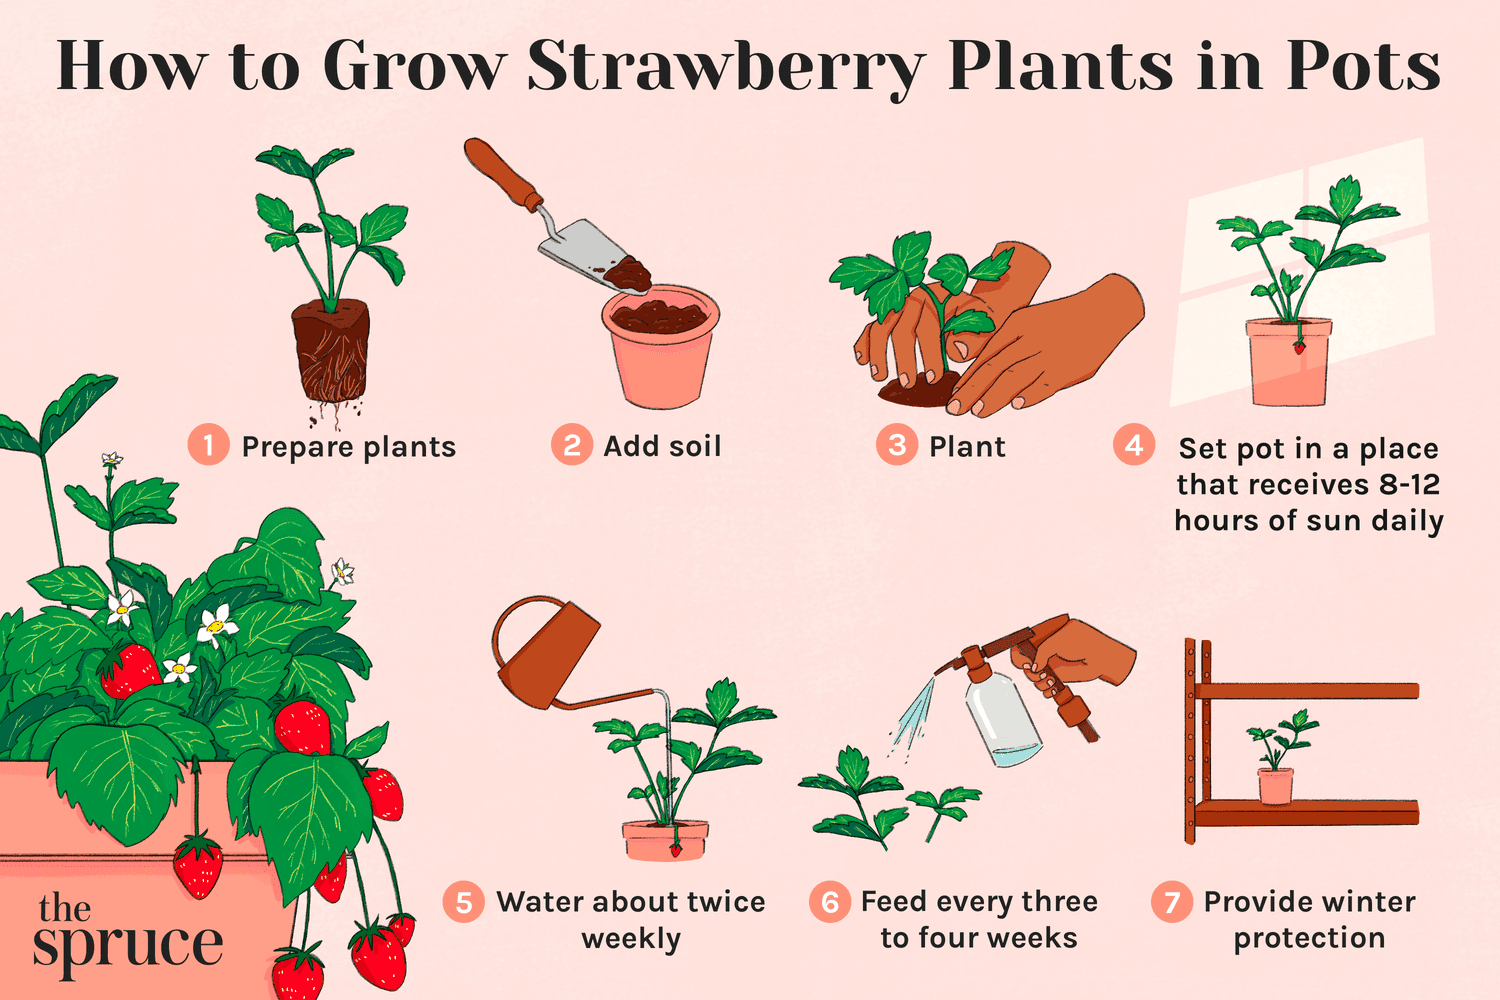 How to Grow Strawberry Plants in Pots
1 Prepare plants
2 Add soil
3 Plant
4 Set pot in a place
that receives 8-12
hours of sun daily
5 Water about twice
weekly
6 Feed every three
to four weeks
7 Provide winter
protection
the
spruce